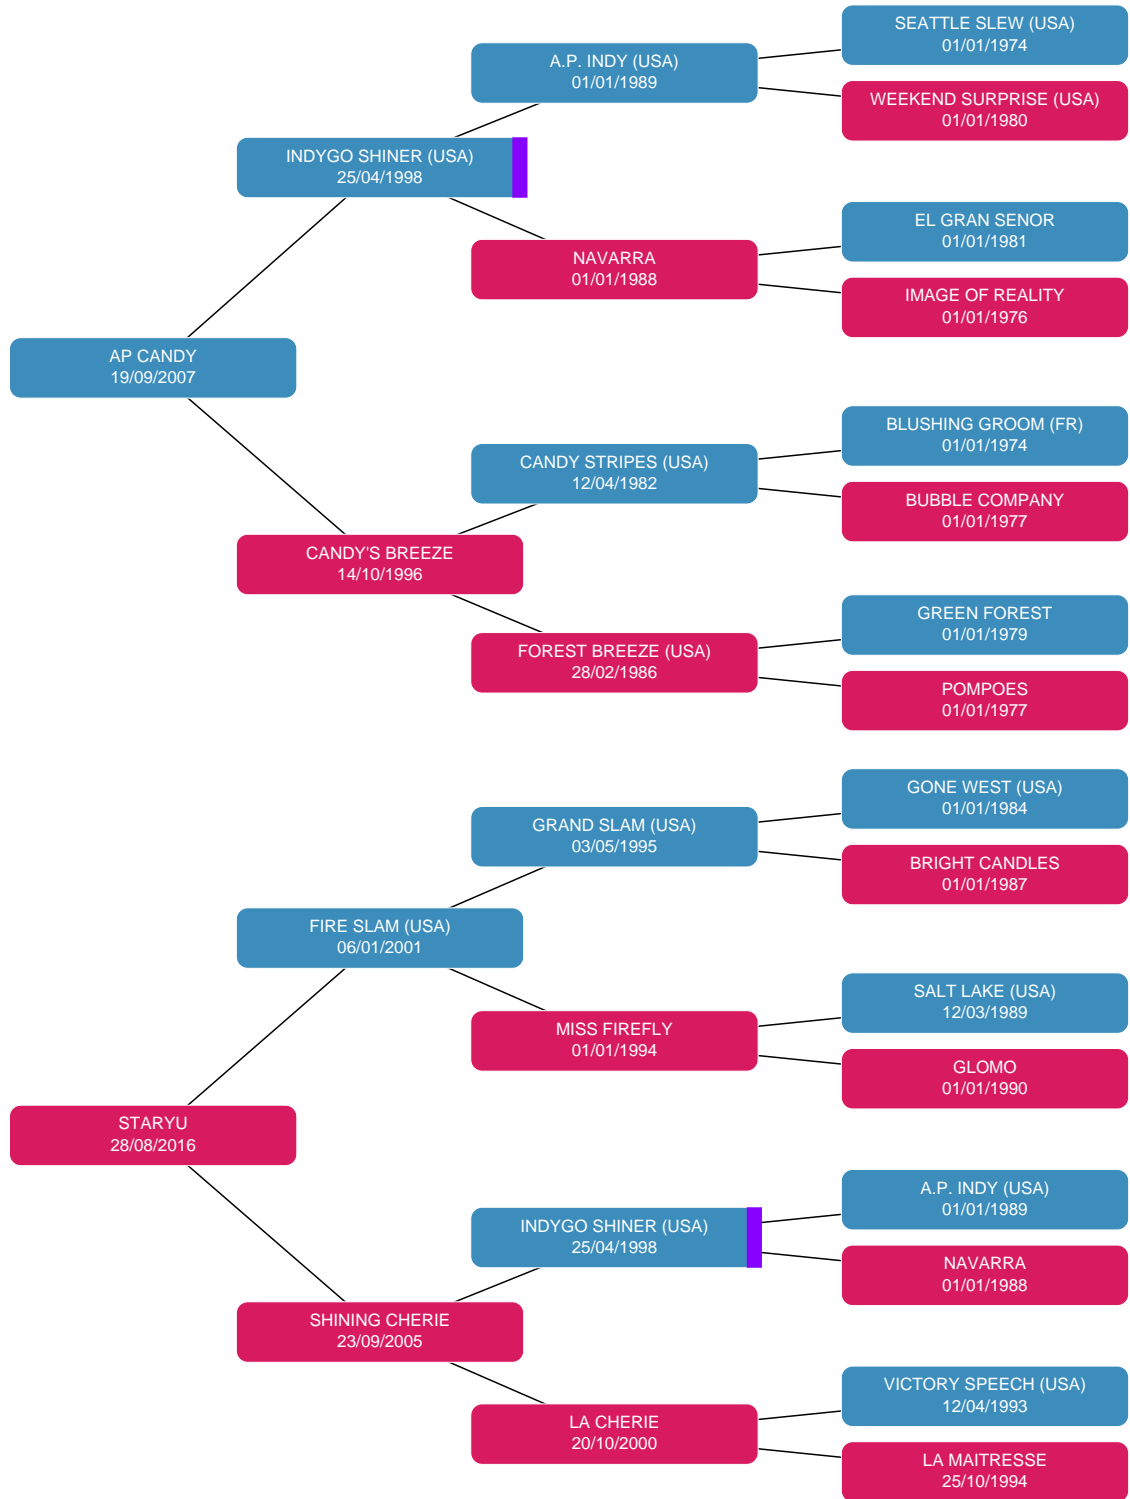 SEATTLE SLEW (USA)
01/01/1974
A.P. INDY (USA)
01/01/1989
WEEKEND SURPRISE (USA)
01/01/1980
INDYGO SHINER (USA)
25/04/1998
EL GRAN SENOR
01/01/1981
NAVARRA
01/01/1988
IMAGE OF REALITY
01/01/1976
AP CANDY
19/09/2007
BLUSHING GROOM (FR)
01/01/1974
CANDY STRIPES (USA)
12/04/1982
BUBBLE COMPANY
01/01/1977
CANDY'S BREEZE
14/10/1996
GREEN FOREST
01/01/1979
FOREST BREEZE (USA)
28/02/1986
POMPOES
01/01/1977
GONE WEST (USA)
01/01/1984
GRAND SLAM (USA)
03/05/1995
BRIGHT CANDLES
01/01/1987
FIRE SLAM (USA)
06/01/2001
SALT LAKE (USA)
12/03/1989
MISS FIREFLY
01/01/1994
GLOMO
01/01/1990
STARYU
28/08/2016
A.P. INDY (USA)
01/01/1989
INDYGO SHINER (USA)
25/04/1998
NAVARRA
01/01/1988
SHINING CHERIE
23/09/2005
VICTORY SPEECH (USA)
12/04/1993
LA CHERIE
20/10/2000
LA MAITRESSE
25/10/1994